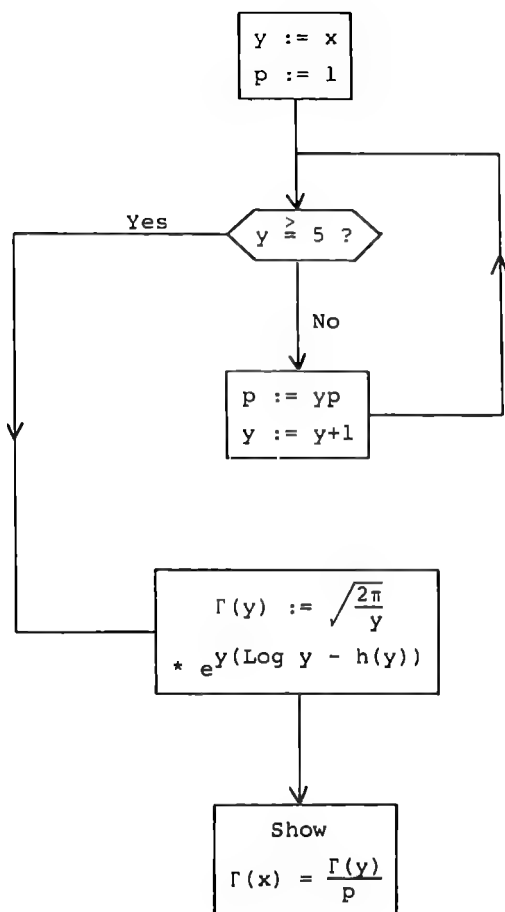 y := x
p := 1
Yes
y ≧ 5 ?
No
p := yp
y := y+1
Γ(y) := √(2π/y)
* e^y(Log y - h(y))
Show
Γ(x) = Γ(y)/p